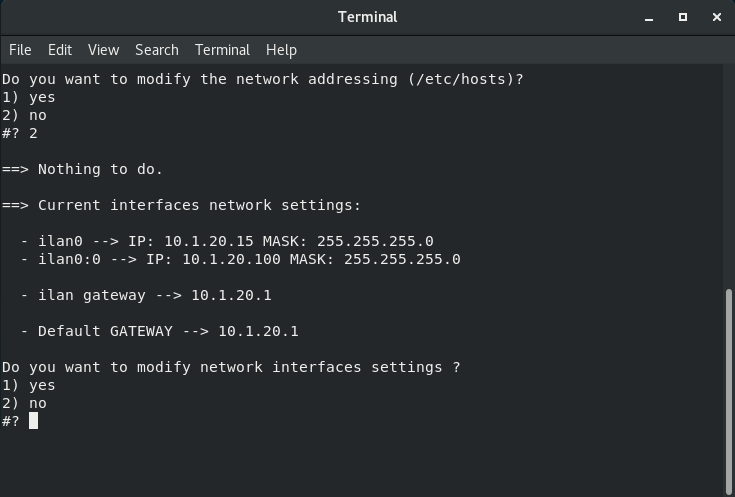 Terminal
File Edit View Search Terminal Help
Do you want to modify the network addressing (/etc/hosts)?
1) yes
2) no
#? 2
==> Nothing to do.
==> Current interfaces network settings:
- ilan0 --> IP: 10.1.20.15 MASK: 255.255.255.0
- ilan0:0 --> IP: 10.1.20.100 MASK: 255.255.255.0
- ilan gateway --> 10.1.20.1
- Default GATEWAY --> 10.1.20.1
Do you want to modify network interfaces settings ?
1) yes
2) no
#?